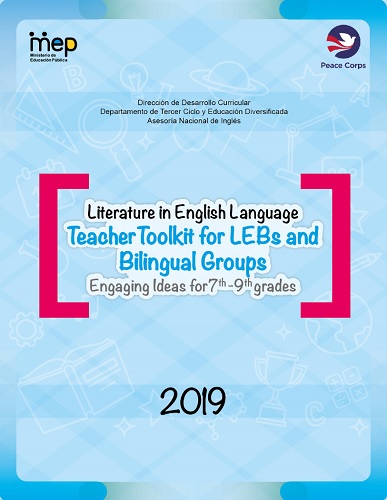 mep
Ministerio de
Educación Pública
Peace Corps
Dirección de Desarrollo Curricular
Departamento de Tercer Ciclo y Educación Diversificada
Asesoría Nacional de Inglés
Literature in English Language
Teacher Toolkit for LEBs and
Bilingual Groups
Engaging Ideas for 7th-9th grades
2019